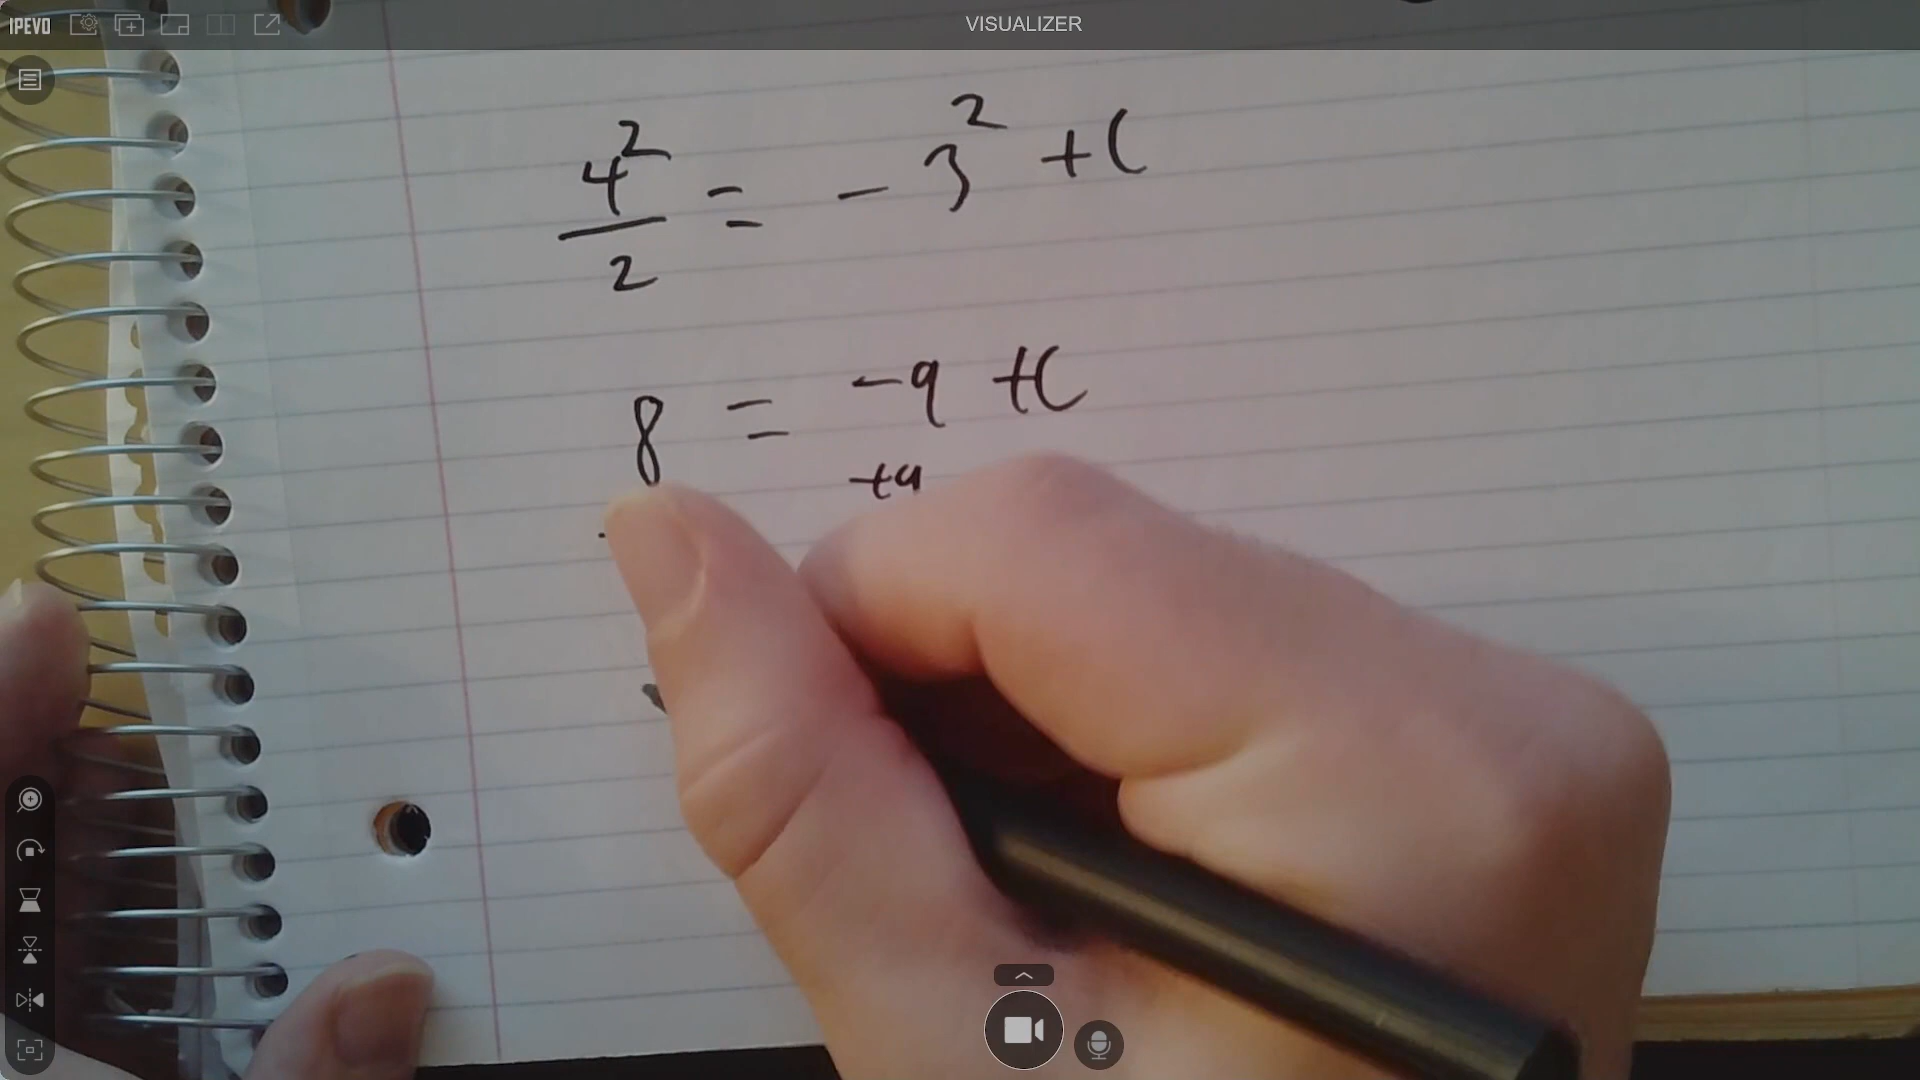 IPEVO VISUALIZER
4²/2 = - 3² + C
8 = -9 + C
+9